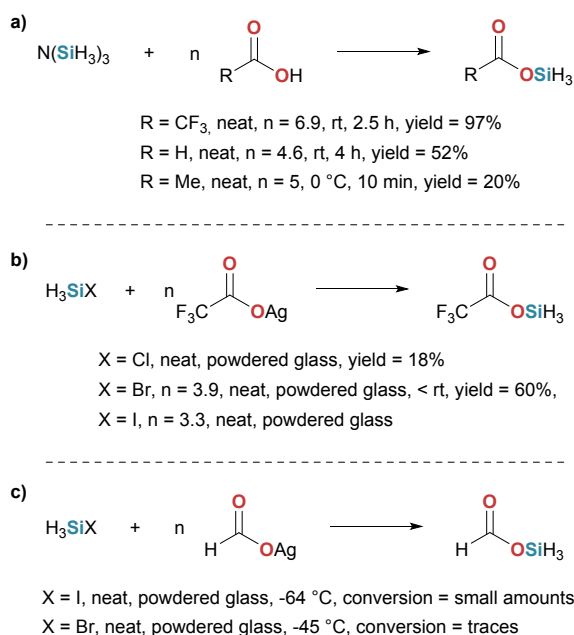 a)
N(SiH3)3 + n R O OH R O OSiH3
R = CF3, neat, n = 6.9, rt, 2.5 h, yield = 97%
R = H, neat, n = 4.6, rt, 4 h, yield = 52%
R = Me, neat, n = 5, 0 °C, 10 min, yield = 20%
b)
H3SiX + n F3C O OAg F3C O OSiH3
X = Cl, neat, powdered glass, yield = 18%
X = Br, n = 3.9, neat, powdered glass, < rt, yield = 60%,
X = I, n = 3.3, neat, powdered glass
c)
H3SiX + n H O OAg H O OSiH3
X = I, neat, powdered glass, -64 °C, conversion = small amounts
X = Br, neat, powdered glass, -45 °C, conversion = traces